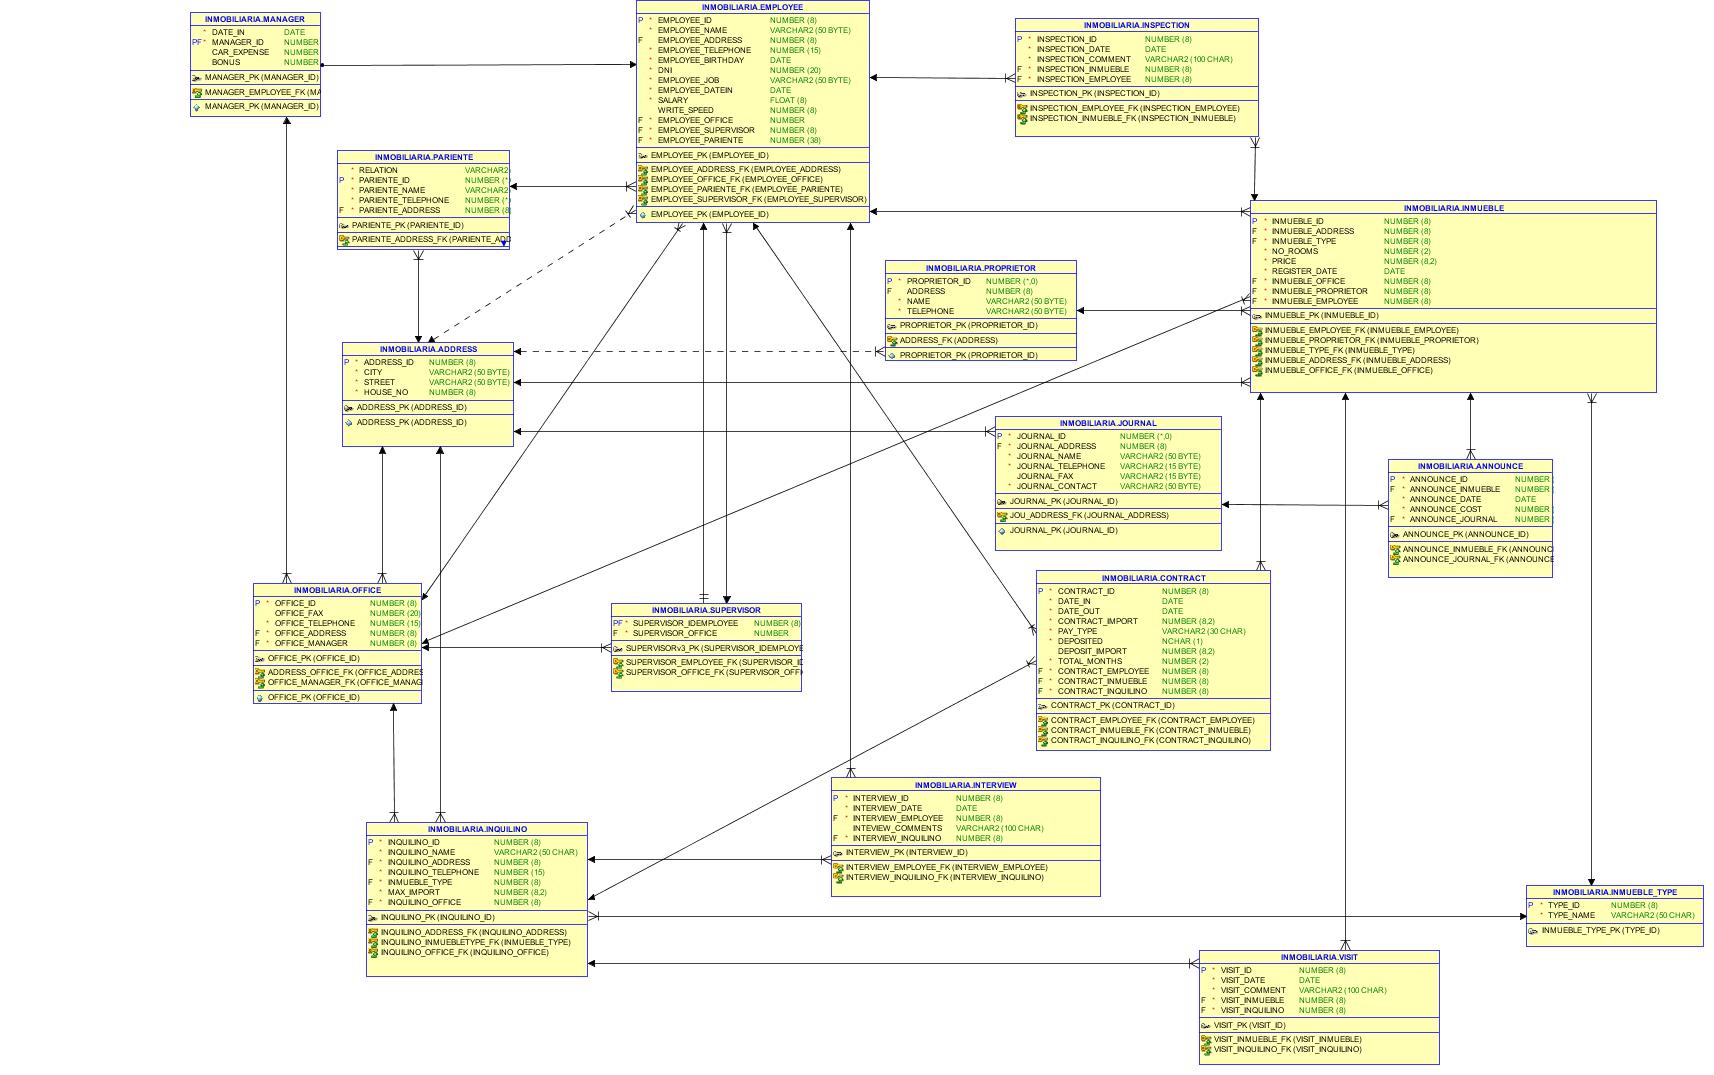 INMOBILIARIA.MANAGER
* DATE_IN DATE
PF * MANAGER_ID NUMBER
CAR_EXPENSE NUMBER
BONUS NUMBER
MANAGER_PK (MANAGER_ID)
MANAGER_EMPLOYEE_FK (MA
MANAGER_PK (MANAGER_ID)
INMOBILIARIA.EMPLOYEE
P * EMPLOYEE_ID NUMBER (8)
* EMPLOYEE_NAME VARCHAR2 (50 BYTE)
F EMPLOYEE_ADDRESS NUMBER (8)
* EMPLOYEE_TELEPHONE NUMBER (15)
* EMPLOYEE_BIRTHDAY DATE
* DNI NUMBER (20)
* EMPLOYEE_JOB VARCHAR2 (50 BYTE)
* EMPLOYEE_DATEIN DATE
* SALARY FLOAT (8)
WRITE_SPEED NUMBER (8)
F * EMPLOYEE_OFFICE NUMBER
F * EMPLOYEE_SUPERVISOR NUMBER (8)
F * EMPLOYEE_PARIENTE NUMBER (38)
EMPLOYEE_PK (EMPLOYEE_ID)
EMPLOYEE_ADDRESS_FK (EMPLOYEE_ADDRESS)
EMPLOYEE_OFFICE_FK (EMPLOYEE_OFFICE)
EMPLOYEE_PARIENTE_FK (EMPLOYEE_PARIENTE)
EMPLOYEE_SUPERVISOR_FK (EMPLOYEE_SUPERVISOR)
EMPLOYEE_PK (EMPLOYEE_ID)
INMOBILIARIA.INSPECTION
P * INSPECTION_ID NUMBER (8)
* INSPECTION_DATE DATE
* INSPECTION_COMMENT VARCHAR2 (100 CHAR)
F * INSPECTION_INMUEBLE NUMBER (8)
F * INSPECTION_EMPLOYEE NUMBER (8)
INSPECTION_PK (INSPECTION_ID)
INSPECTION_EMPLOYEE_FK (INSPECTION_EMPLOYEE)
INSPECTION_INMUEBLE_FK (INSPECTION_INMUEBLE)
INMOBILIARIA.PARIENTE
* RELATION VARCHAR2
P * PARIENTE_ID NUMBER (*
* PARIENTE_NAME VARCHAR2
* PARIENTE_TELEPHONE NUMBER (*
F * PARIENTE_ADDRESS NUMBER (8
PARIENTE_PK (PARIENTE_ID)
PARIENTE_ADDRESS_FK (PARIENTE_ADD
INMOBILIARIA.INMUEBLE
P * INMUEBLE_ID NUMBER (8)
F * INMUEBLE_ADDRESS NUMBER (8)
F * INMUEBLE_TYPE NUMBER (8)
* NO_ROOMS NUMBER (2)
* PRICE NUMBER (8,2)
* REGISTER_DATE DATE
F * INMUEBLE_OFFICE NUMBER (8)
F * INMUEBLE_PROPRIETOR NUMBER (8)
F * INMUEBLE_EMPLOYEE NUMBER (8)
INMUEBLE_PK (INMUEBLE_ID)
INMUEBLE_EMPLOYEE_FK (INMUEBLE_EMPLOYEE)
INMUEBLE_PROPRIETOR_FK (INMUEBLE_PROPRIETOR)
INMUEBLE_TYPE_FK (INMUEBLE_TYPE)
INMUEBLE_ADDRESS_FK (INMUEBLE_ADDRESS)
INMUEBLE_OFFICE_FK (INMUEBLE_OFFICE)
INMOBILIARIA.PROPRIETOR
P * PROPRIETOR_ID NUMBER (*,0)
F ADDRESS NUMBER (8)
* NAME VARCHAR2 (50 BYTE)
* TELEPHONE VARCHAR2 (50 BYTE)
PROPRIETOR_PK (PROPRIETOR_ID)
ADDRESS_FK (ADDRESS)
PROPRIETOR_PK (PROPRIETOR_ID)
INMOBILIARIA.ADDRESS
P * ADDRESS_ID NUMBER (8)
* CITY VARCHAR2 (50 BYTE)
* STREET VARCHAR2 (50 BYTE)
* HOUSE_NO NUMBER (8)
ADDRESS_PK (ADDRESS_ID)
ADDRESS_PK (ADDRESS_ID)
INMOBILIARIA.JOURNAL
P * JOURNAL_ID NUMBER (*,0)
F * JOURNAL_ADDRESS NUMBER (8)
* JOURNAL_NAME VARCHAR2 (50 BYTE)
* JOURNAL_TELEPHONE VARCHAR2 (15 BYTE)
JOURNAL_FAX VARCHAR2 (15 BYTE)
* JOURNAL_CONTACT VARCHAR2 (50 BYTE)
JOURNAL_PK (JOURNAL_ID)
JOU_ADDRESS_FK (JOURNAL_ADDRESS)
JOURNAL_PK (JOURNAL_ID)
INMOBILIARIA.ANNOUNCE
P * ANNOUNCE_ID NUMBER
F * ANNOUNCE_INMUEBLE NUMBER
* ANNOUNCE_DATE DATE
* ANNOUNCE_COST NUMBER
F * ANNOUNCE_JOURNAL NUMBER
ANNOUNCE_PK (ANNOUNCE_ID)
ANNOUNCE_INMUEBLE_FK (ANNOUNC
ANNOUNCE_JOURNAL_FK (ANNOUNCE
INMOBILIARIA.OFFICE
P * OFFICE_ID NUMBER (8)
OFFICE_FAX NUMBER (20)
* OFFICE_TELEPHONE NUMBER (15)
F * OFFICE_ADDRESS NUMBER (8)
F * OFFICE_MANAGER NUMBER (8)
OFFICE_PK (OFFICE_ID)
ADDRESS_OFFICE_FK (OFFICE_ADDRES
OFFICE_MANAGER_FK (OFFICE_MANAG
OFFICE_PK (OFFICE_ID)
INMOBILIARIA.SUPERVISOR
PF * SUPERVISOR_IDEMPLOYEE NUMBER (8)
F * SUPERVISOR_OFFICE NUMBER
SUPERVISORv3_PK (SUPERVISOR_IDEMPLOYE
SUPERVISOR_EMPLOYEE_FK (SUPERVISOR_ID
SUPERVISOR_OFFICE_FK (SUPERVISOR_OFFI
INMOBILIARIA.CONTRACT
P * CONTRACT_ID NUMBER (8)
* DATE_IN DATE
* DATE_OUT DATE
* CONTRACT_IMPORT NUMBER (8,2)
* PAY_TYPE VARCHAR2 (30 CHAR)
* DEPOSITED NCHAR (1)
DEPOSIT_IMPORT NUMBER (8,2)
* TOTAL_MONTHS NUMBER (2)
F * CONTRACT_EMPLOYEE NUMBER (8)
F * CONTRACT_INMUEBLE NUMBER (8)
F * CONTRACT_INQUILINO NUMBER (8)
CONTRACT_PK (CONTRACT_ID)
CONTRACT_EMPLOYEE_FK (CONTRACT_EMPLOYEE)
CONTRACT_INMUEBLE_FK (CONTRACT_INMUEBLE)
CONTRACT_INQUILINO_FK (CONTRACT_INQUILINO)
INMOBILIARIA.INTERVIEW
P * INTERVIEW_ID NUMBER (8)
* INTERVIEW_DATE DATE
F * INTERVIEW_EMPLOYEE NUMBER (8)
INTEVIEW_COMMENTS VARCHAR2 (100 CHAR)
F * INTERVIEW_INQUILINO NUMBER (8)
INTERVIEW_PK (INTERVIEW_ID)
INTERVIEW_EMPLOYEE_FK (INTERVIEW_EMPLOYEE)
INTERVIEW_INQUILINO_FK (INTERVIEW_INQUILINO)
INMOBILIARIA.INQUILINO
P * INQUILINO_ID NUMBER (8)
* INQUILINO_NAME VARCHAR2 (50 CHAR)
F * INQUILINO_ADDRESS NUMBER (8)
* INQUILINO_TELEPHONE NUMBER (15)
F * INMUEBLE_TYPE NUMBER (8)
* MAX_IMPORT NUMBER (8,2)
F * INQUILINO_OFFICE NUMBER (8)
INQUILINO_PK (INQUILINO_ID)
INQUILINO_ADDRESS_FK (INQUILINO_ADDRESS)
INQUILINO_INMUEBLETYPE_FK (INMUEBLE_TYPE)
INQUILINO_OFFICE_FK (INQUILINO_OFFICE)
INMOBILIARIA.INMUEBLE_TYPE
P * TYPE_ID NUMBER (8)
* TYPE_NAME VARCHAR2 (50 CHAR)
INMUEBLE_TYPE_PK (TYPE_ID)
INMOBILIARIA.VISIT
P * VISIT_ID NUMBER (8)
* VISIT_DATE DATE
* VISIT_COMMENT VARCHAR2 (100 CHAR)
F * VISIT_INMUEBLE NUMBER (8)
F * VISIT_INQUILINO NUMBER (8)
VISIT_PK (VISIT_ID)
VISIT_INMUEBLE_FK (VISIT_INMUEBLE)
VISIT_INQUILINO_FK (VISIT_INQUILINO)